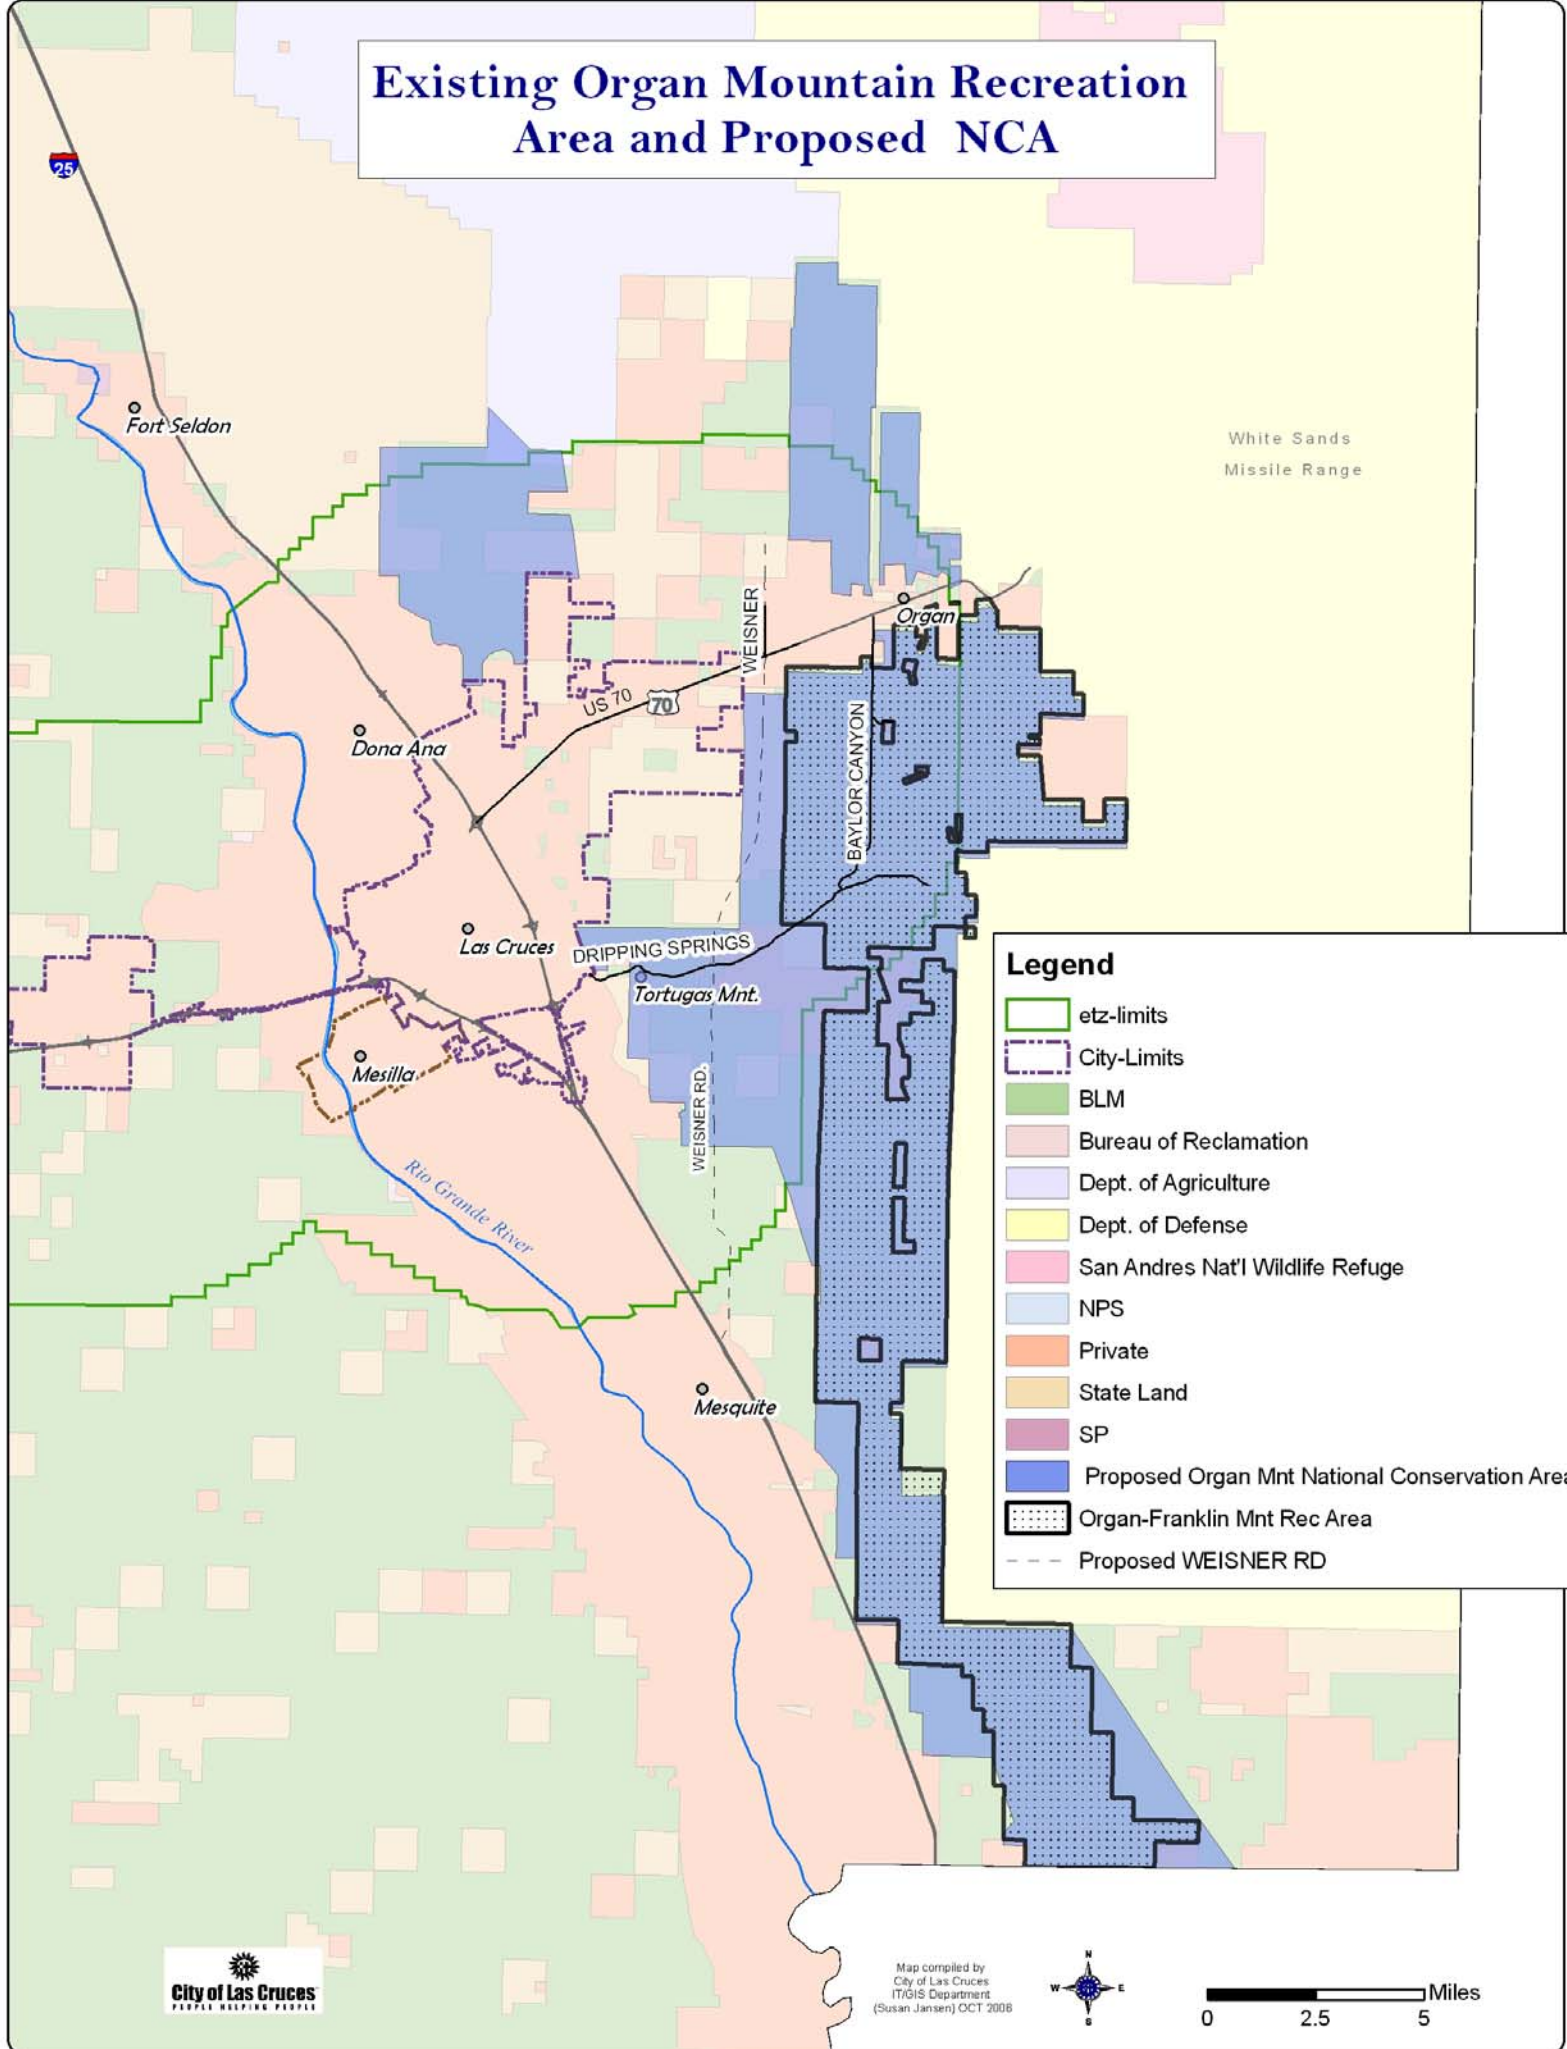 Existing Organ Mountain Recreation
Area and Proposed NCA
25
Fort Seldon
White Sands
Missile Range
Organ
WEISNER
US 70
70
Dona Ana
BAYLOR CANYON
Las Cruces
DRIPPING SPRINGS
Tortugas Mnt.
Mesilla
WEISNER RD.
Rio Grande River
Mesquite
Legend
etz-limits
City-Limits
BLM
Bureau of Reclamation
Dept. of Agriculture
Dept. of Defense
San Andres Nat'l Wildlife Refuge
NPS
Private
State Land
SP
Proposed Organ Mnt National Conservation Area
Organ-Franklin Mnt Rec Area
Proposed WEISNER RD
City of Las Cruces
PEOPLE HELPING PEOPLE
Map compiled by
City of Las Cruces
IT/GIS Department
(Susan Jansen) OCT 2006
N
W E
S
Miles
0 2.5 5